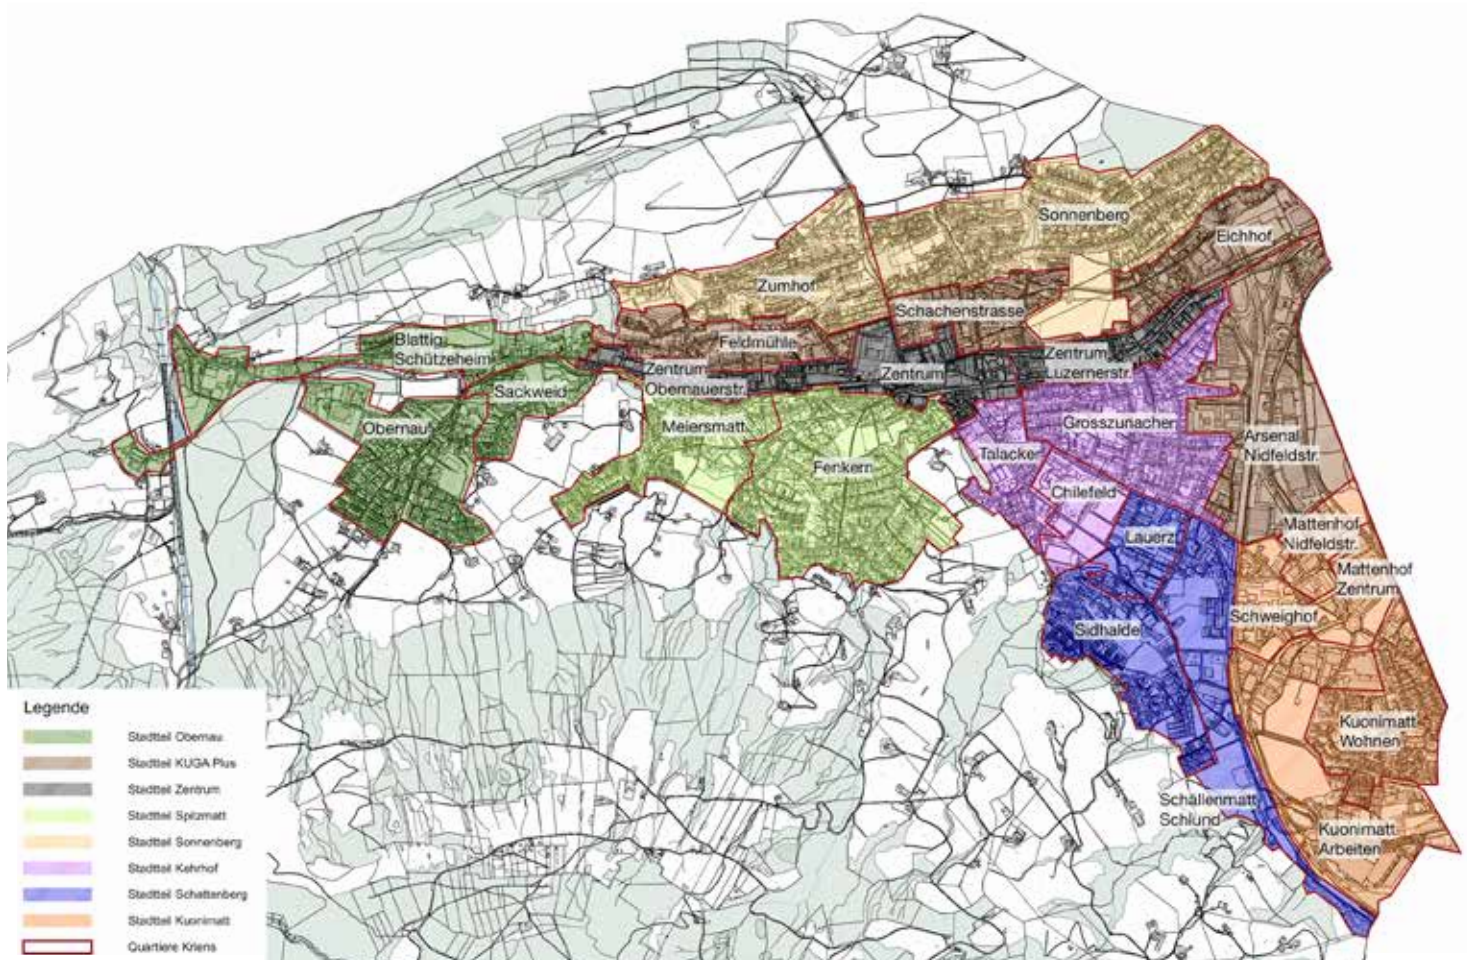 Sonnenberg
Eichhof
Zumhof
Schachenstrasse
Blattig
Schützeheim
Feldmühle
Zentrum
Obernauerstr.
Zentrum
Zentrum
Luzernerstr.
Sackweid
Obernau
Meiersmatt
Fenkern
Grosszunacher
Talacker
Arsenal
Nidfeldstr.
Chilefeld
Lauerz
Mattenhof
Nidfeldstr.
Mattenhof
Zentrum
Schweighof
Sidhalde
Kuonimatt
Wohnen
Schällenmatt
Schlund
Kuonimatt
Arbeiten
Legende
Stadtteil Obernau
Stadtteil KUGA Plus
Stadtteil Zentrum
Stadtteil Spitzmatt
Stadtteil Sonnenberg
Stadtteil Kehrhof
Stadtteil Schattenberg
Stadtteil Kuonimatt
Quartiere Kriens